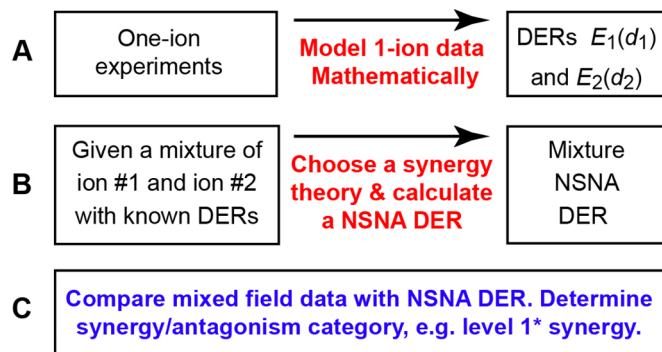 A
One-ion
experiments
Model 1-ion data
Mathematically
DERs E₁(d₁)
and E₂(d₂)
B
Given a mixture of
ion #1 and ion #2
with known DERs
Choose a synergy
theory & calculate
a NSNA DER
Mixture
NSNA
DER
C
Compare mixed field data with NSNA DER. Determine
synergy/antagonism category, e.g. level 1* synergy.